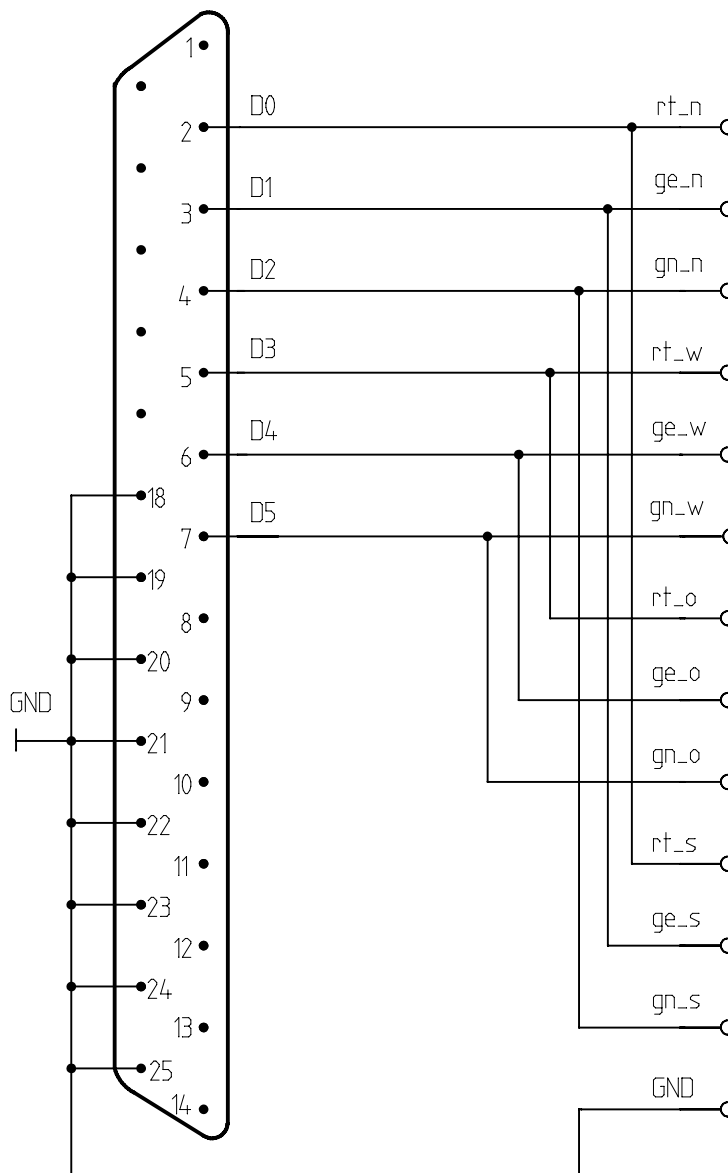 1
D0 rt_n
2
D1 ge_n
3
D2 gn_n
4
D3 rt_w
5
D4 ge_w
6
18
D5 gn_w
7
19
rt_o
8
20
GND ge_o
9
21
gn_o
10
22
rt_s
11
23
ge_s
12
24
gn_s
13
25
GND
14